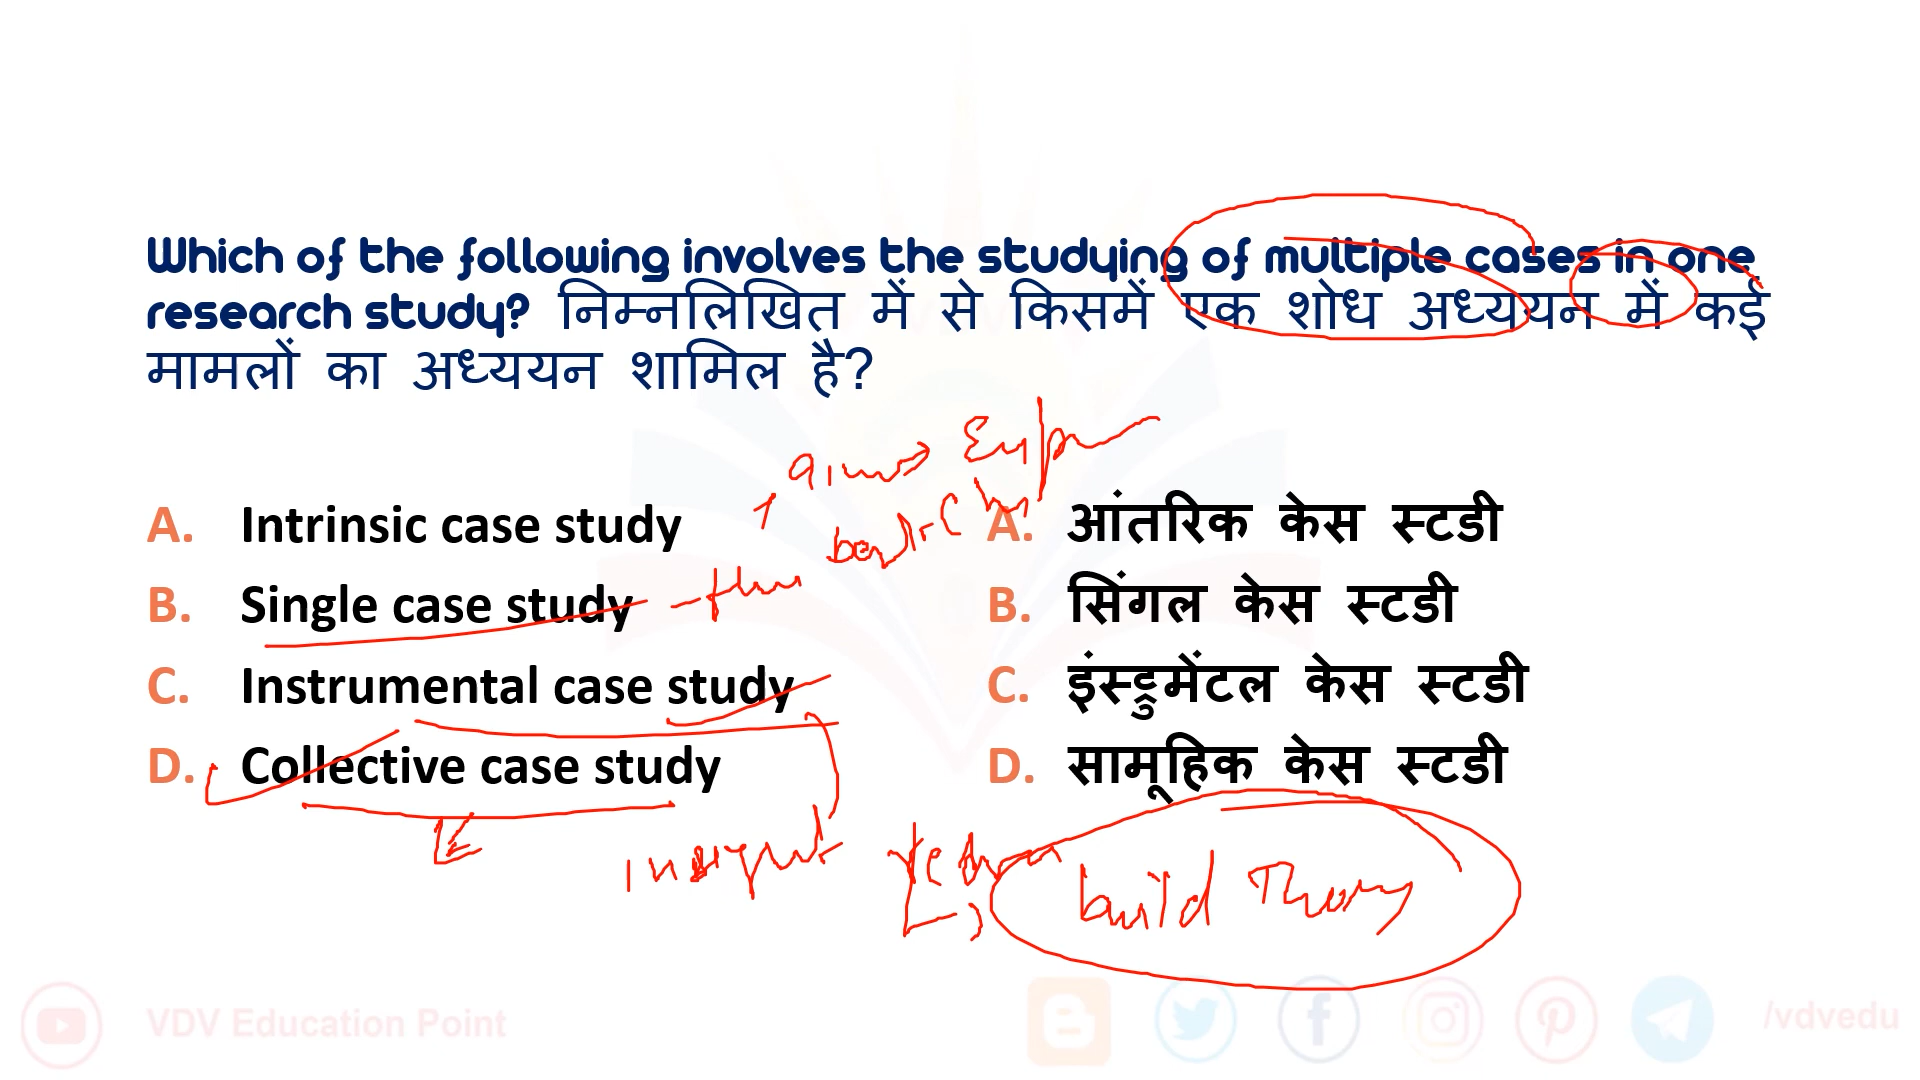 Which of the following involves the studying of multiple cases in one
research study? निम्नलिखित में से किसमें एक शोध अध्ययन में कई
मामलों का अध्ययन शामिल है?
A. Intrinsic case study
B. Single case study
C. Instrumental case study
D. Collective case study
A. आंतरिक केस स्टडी
B. सिंगल केस स्टडी
C. इंस्ट्रुमेंटल केस स्टडी
D. सामूहिक केस स्टडी
build Theory
VDV Education Point
/vdvedu